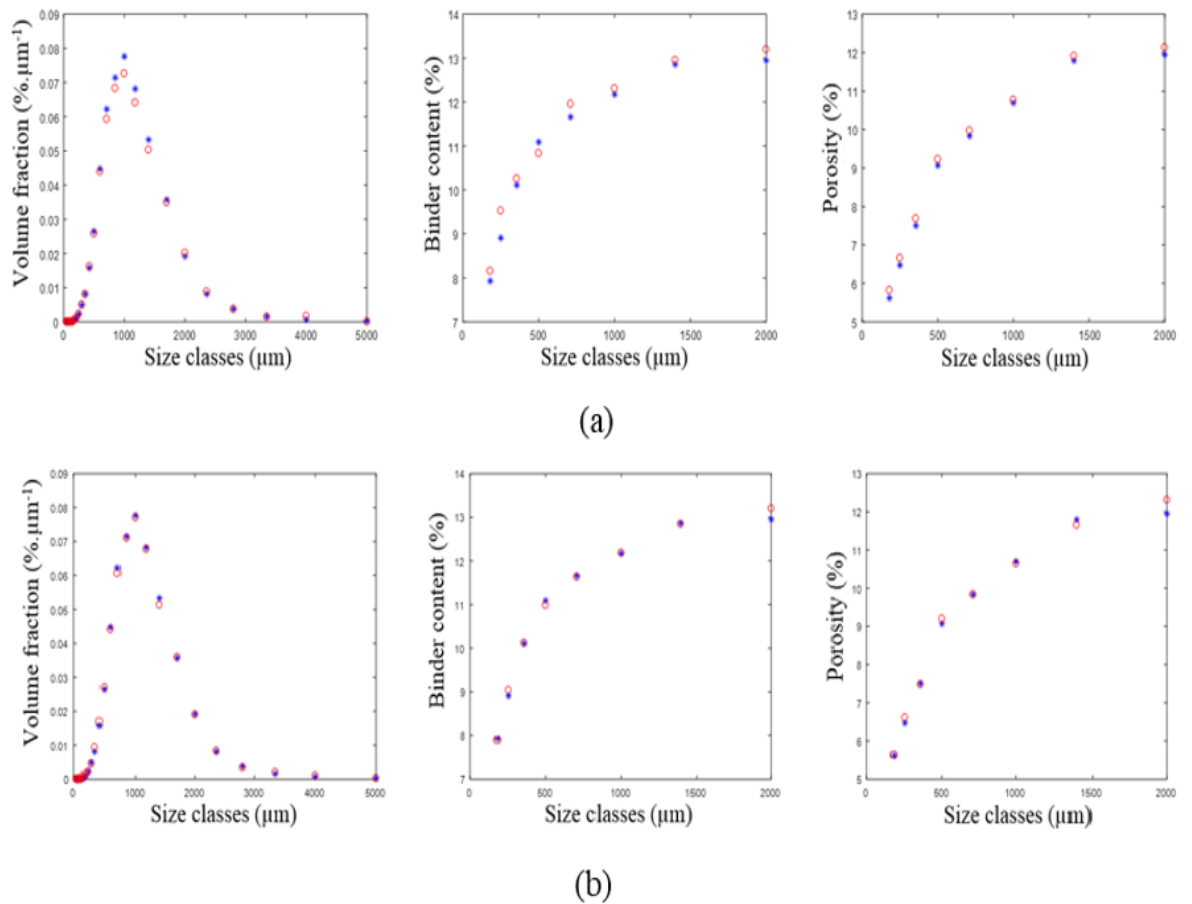 Volume fraction (%.µm⁻¹)
0.09
0.08
0.07
0.06
0.05
0.04
0.03
0.02
0.01
0
0 1000 2000 3000 4000 5000
Size classes (µm)
Binder content (%)
14
13
12
11
10
9
8
7
0 500 1000 1500 2000
Size classes (µm)
Porosity (%)
13
12
11
10
9
8
7
6
5
0 500 1000 1500 2000
Size classes (µm)
(a)
Volume fraction (%.µm⁻¹)
0.09
0.08
0.07
0.06
0.05
0.04
0.03
0.02
0.01
0
0 1000 2000 3000 4000 5000
Size classes (µm)
Binder content (%)
14
13
12
11
10
9
8
7
0 500 1000 1500 2000
Size classes (µm)
Porosity (%)
13
12
11
10
9
8
7
6
5
0 500 1000 1500 2000
Size classes (µm)
(b)